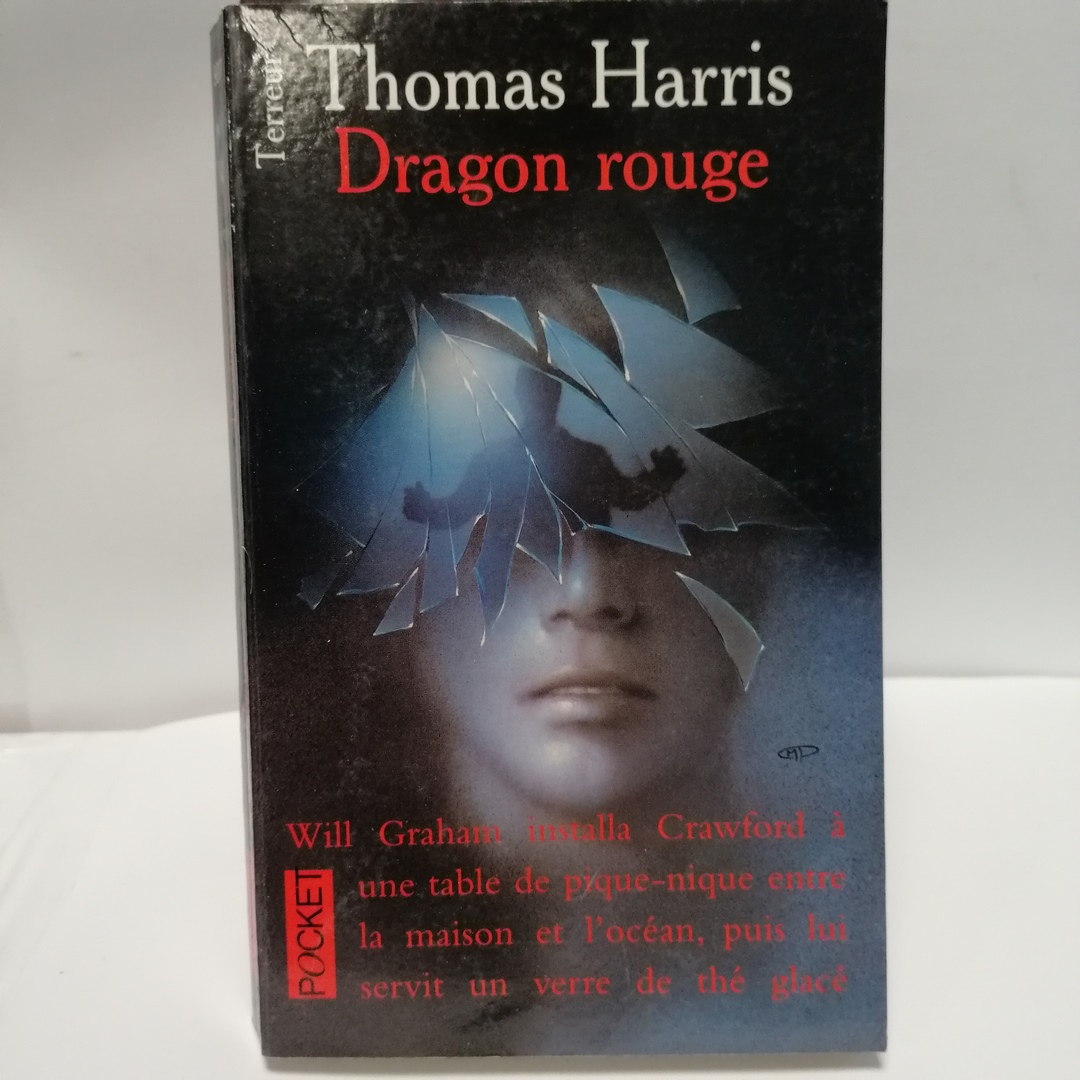 Terreur
Thomas Harris
Dragon rouge
Will Graham installa Crawford à
une table de pique-nique entre
la maison et l'océan, puis lui
servit un verre de thé glacé
POCKET